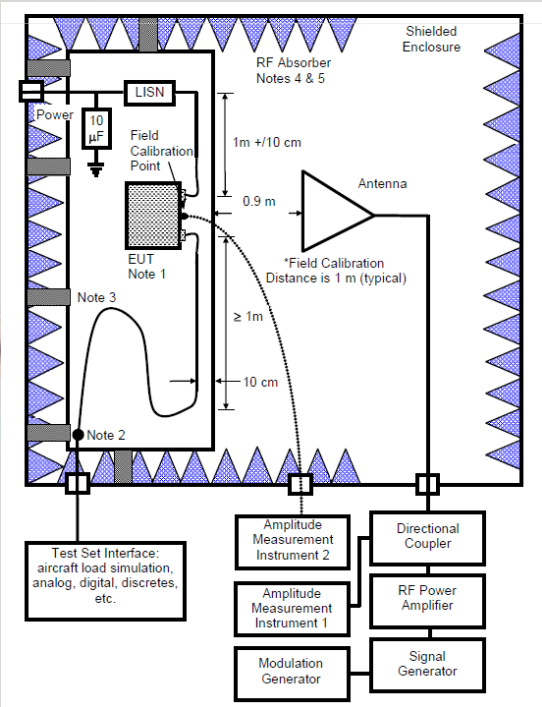 Shielded
Enclosure
RF Absorber
Notes 4 & 5
LISN
Power
10
µF
Field
Calibration
Point
1m +/10 cm
0.9 m
Antenna
EUT
Note 1
*Field Calibration
Distance is 1 m (typical)
Note 3
≥ 1m
10 cm
Note 2
Test Set Interface:
aircraft load simulation,
analog, digital, discretes,
etc.
Amplitude
Measurement
Instrument 2
Directional
Coupler
Amplitude
Measurement
Instrument 1
RF Power
Amplifier
Modulation
Generator
Signal
Generator